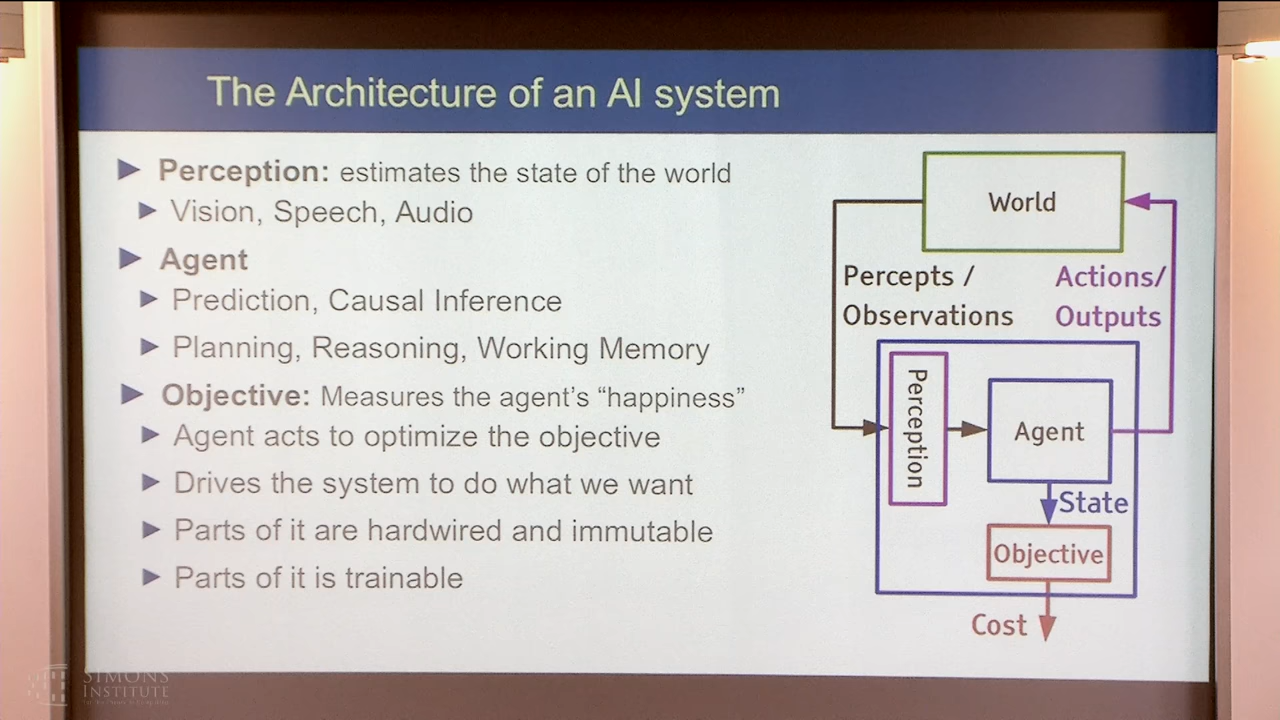 The Architecture of an AI system
Perception: estimates the state of the world
Vision, Speech, Audio
Agent
Prediction, Causal Inference
Planning, Reasoning, Working Memory
Objective: Measures the agent's “happiness”
Agent acts to optimize the objective
Drives the system to do what we want
Parts of it are hardwired and immutable
Parts of it is trainable
World
Percepts /
Observations
Actions/
Outputs
Perception
Agent
State
Objective
Cost
SIMONS
INSTITUTE